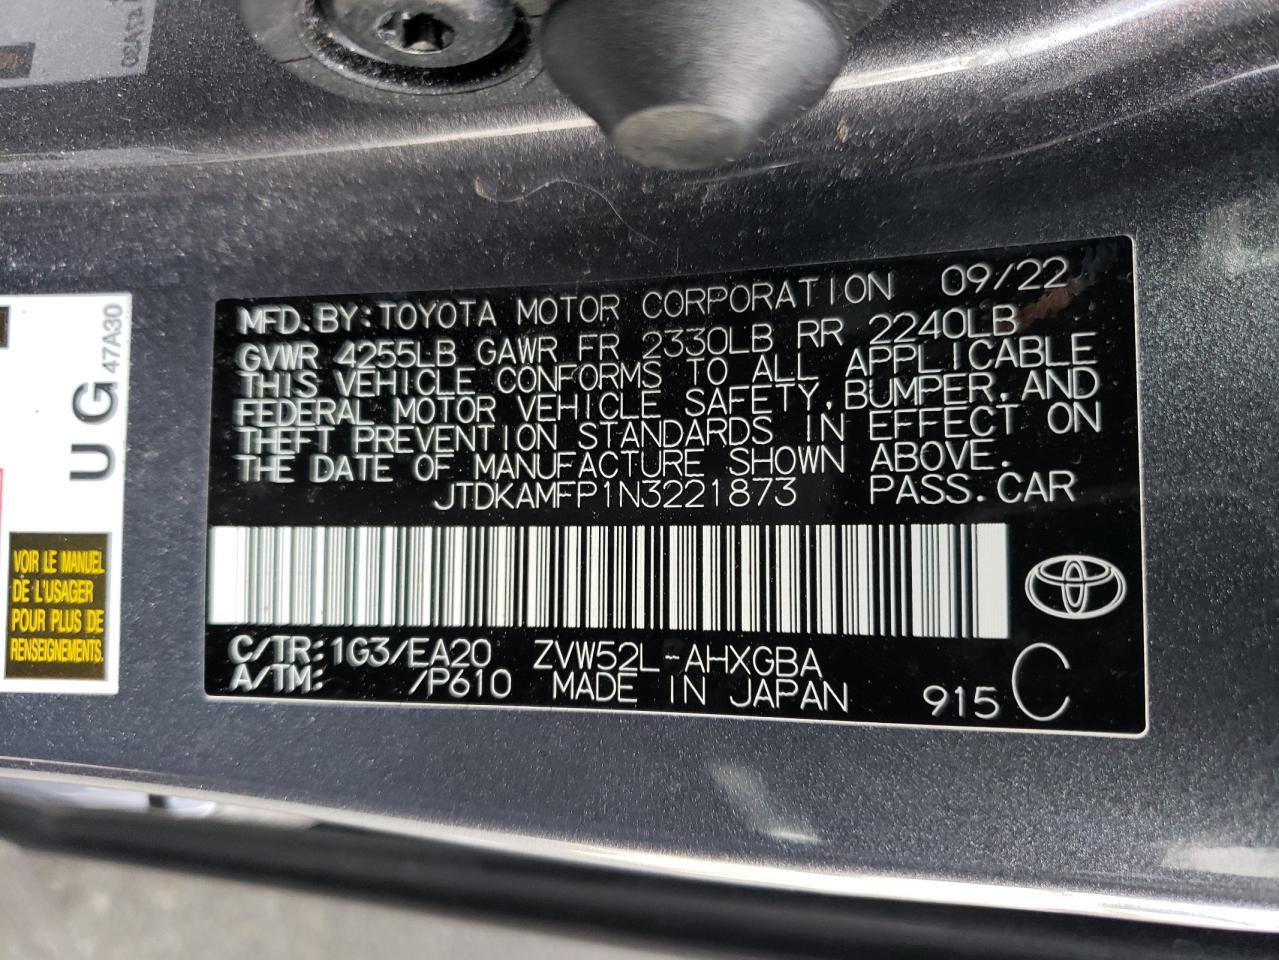 UG
47A30
VOIR LE MANUEL
DE L'USAGER
POUR PLUS DE
RENSEIGNEMENTS.
MFD.BY:TOYOTA MOTOR CORPORATION 09/22
GVWR 4255LB GAWR FR 2330LB RR 2240LB
THIS VEHICLE CONFORMS TO ALL APPLICABLE
FEDERAL MOTOR VEHICLE SAFETY,BUMPER,AND
THEFT PREVENTION STANDARDS IN EFFECT ON
THE DATE OF MANUFACTURE SHOWN ABOVE.
JTDKAMFP1N3221873 PASS.CAR
C/TR:1G3/EA20 ZVW52L-AHXGBA
A/TM: /P610 MADE IN JAPAN 915 C